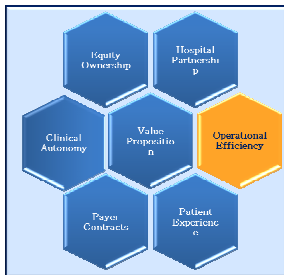 Equity
Ownership
Hospital
Partnershi
p
Clinical
Autonomy
Value
Propositio
n
Operational
Efficiency
Payer
Contracts
Patient
Experienc
e